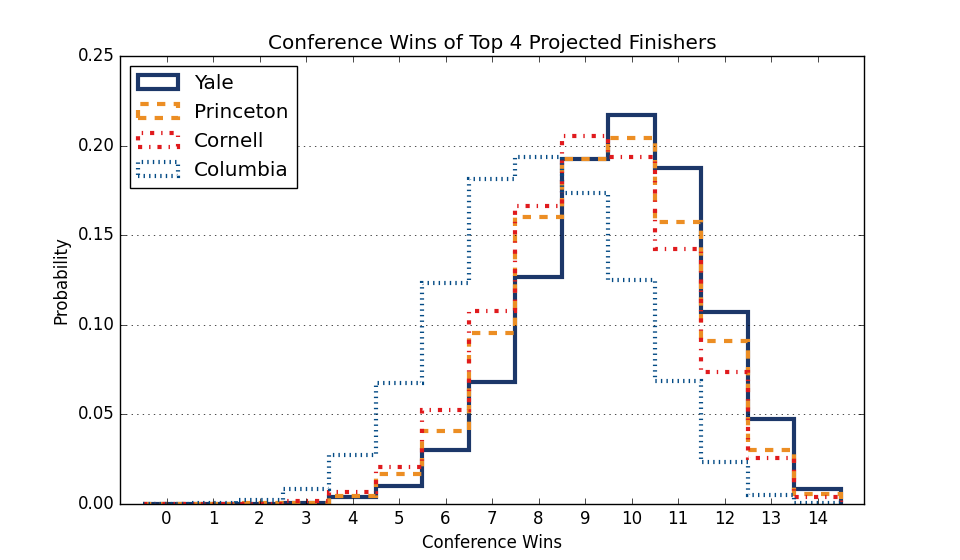 Conference Wins of Top 4 Projected Finishers
0.25
0.20
0.15
0.10
0.05
0.00
Probability
Yale
Princeton
Cornell
Columbia
0 1 2 3 4 5 6 7 8 9 10 11 12 13 14
Conference Wins